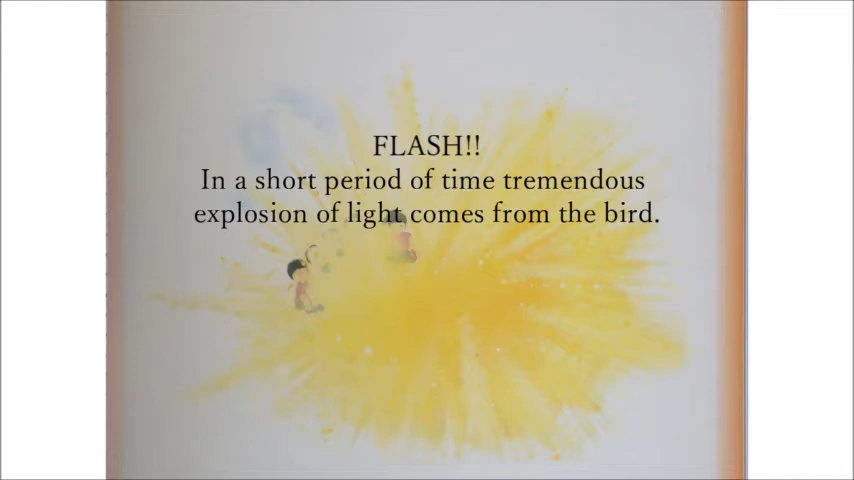 FLASH!!
In a short period of time tremendous
explosion of light comes from the bird.